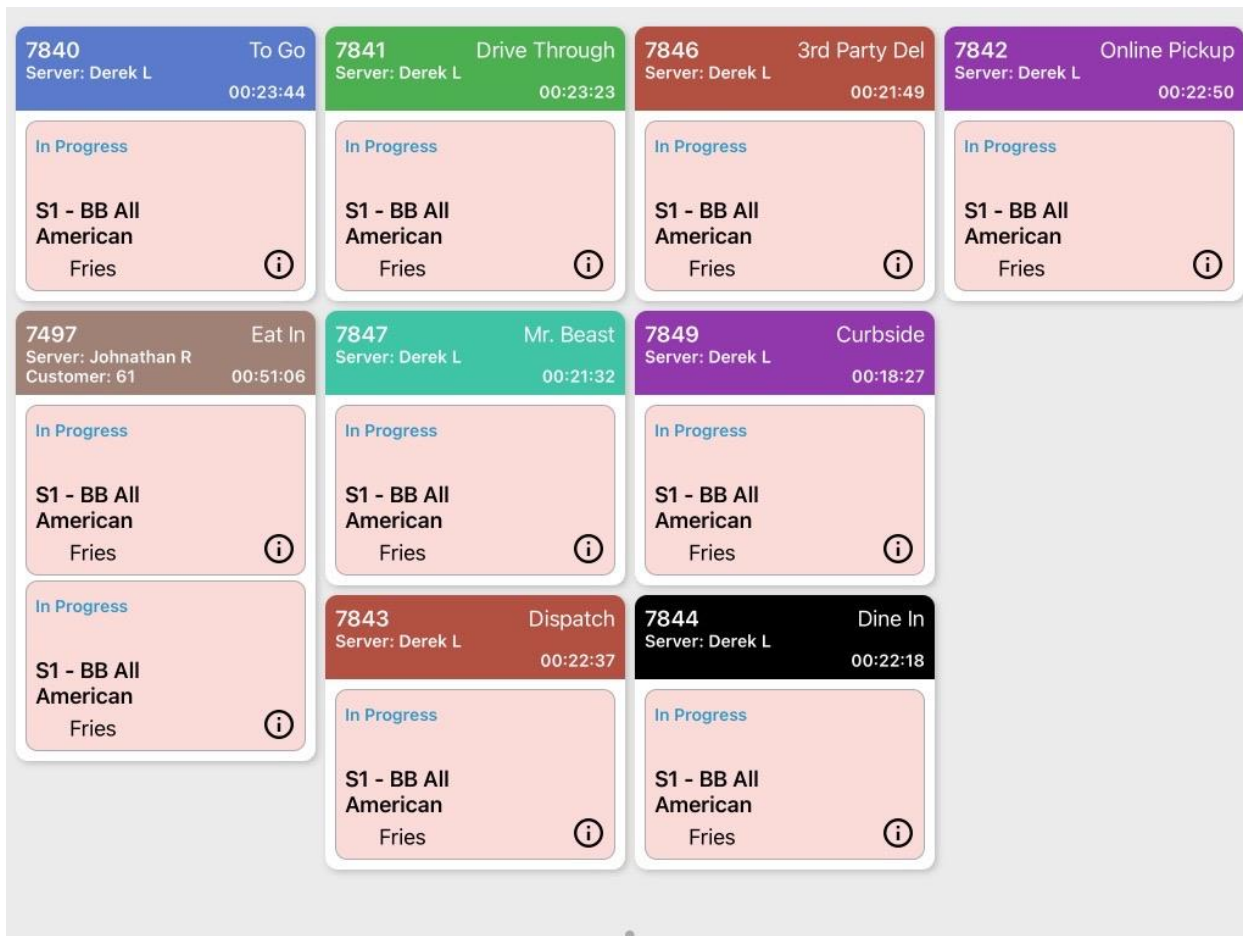 7840 To Go
Server: Derek L
00:23:44
In Progress
S1 - BB All
American
Fries
7841 Drive Through
Server: Derek L
00:23:23
In Progress
S1 - BB All
American
Fries
7846 3rd Party Del
Server: Derek L
00:21:49
In Progress
S1 - BB All
American
Fries
7842 Online Pickup
Server: Derek L
00:22:50
In Progress
S1 - BB All
American
Fries
7497 Eat In
Server: Johnathan R
Customer: 61 00:51:06
In Progress
S1 - BB All
American
Fries
In Progress
S1 - BB All
American
Fries
7847 Mr. Beast
Server: Derek L
00:21:32
In Progress
S1 - BB All
American
Fries
7849 Curbside
Server: Derek L
00:18:27
In Progress
S1 - BB All
American
Fries
7843 Dispatch
Server: Derek L
00:22:37
In Progress
S1 - BB All
American
Fries
7844 Dine In
Server: Derek L
00:22:18
In Progress
S1 - BB All
American
Fries